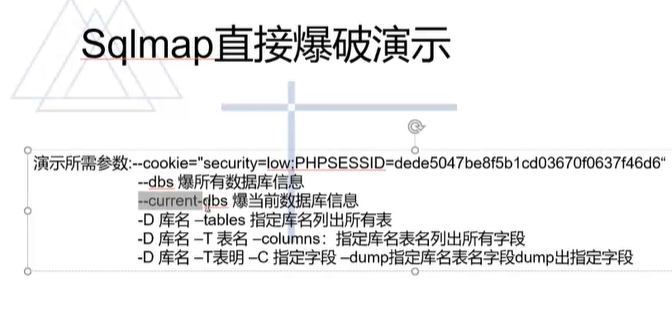 Sqlmap直接爆破演示
演示所需参数:--cookie="security=low;PHPSESSID=dede5047be8f5b1cd03670f0637f46d6“
--dbs 爆所有数据库信息
--current-dbs 爆当前数据库信息
-D 库名 –tables 指定库名列出所有表
-D 库名 –T 表名 –columns：指定库名表名列出所有字段
-D 库名 –T表明 –C 指定字段 –dump指定库名表名字段dump出指定字段